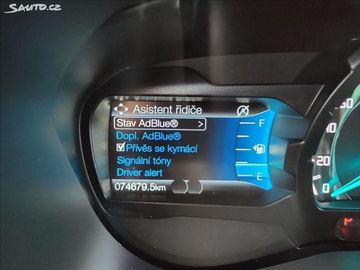 Sauto.cz
Asistent řidiče
Stav AdBlue® >
Dopl. AdBlue®
Přívěs se kymácí
Signální tóny
Driver alert
074679.5km
F
E
0
20